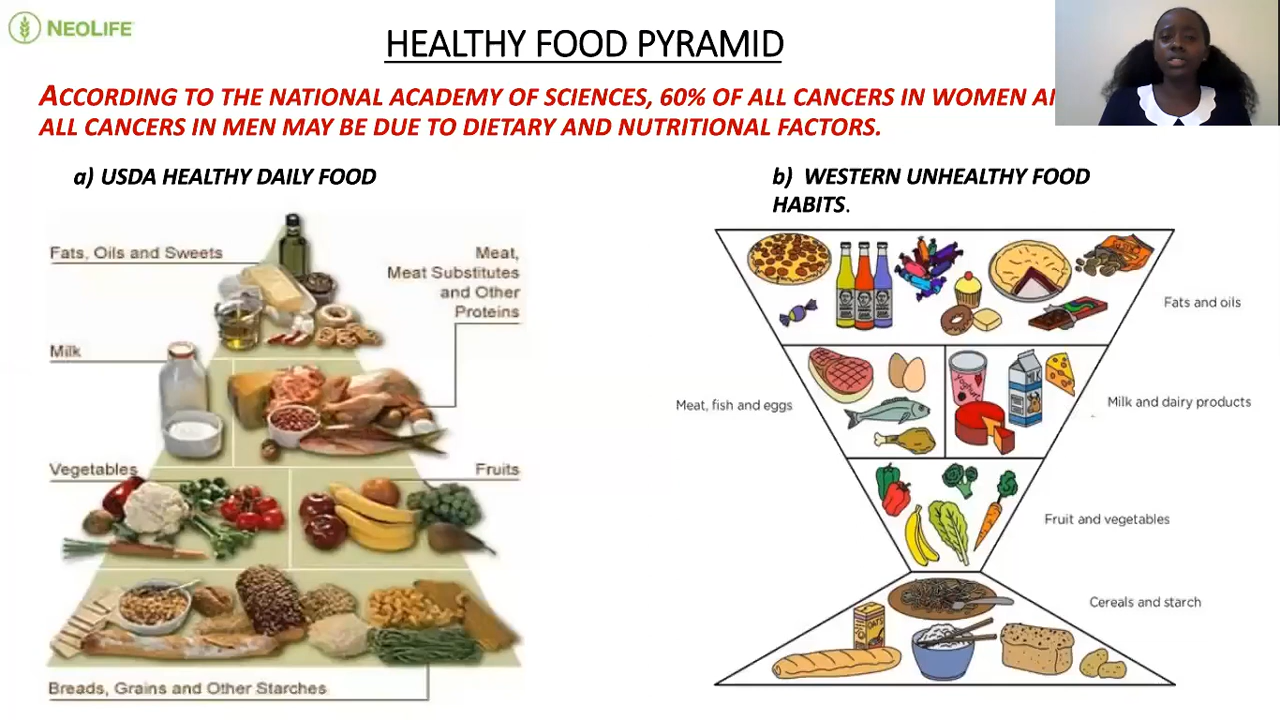 NEOLIFE
HEALTHY FOOD PYRAMID
ACCORDING TO THE NATIONAL ACADEMY OF SCIENCES, 60% OF ALL CANCERS IN WOMEN
ALL CANCERS IN MEN MAY BE DUE TO DIETARY AND NUTRITIONAL FACTORS.
a) USDA HEALTHY DAILY FOOD
b) WESTERN UNHEALTHY FOOD
HABITS.
Fats, Oils and Sweets
Meat,
Meat Substitutes
and Other
Proteins
Milk
Vegetables
Fruits
Breads, Grains and Other Starches
Fats and oils
Meat, fish and eggs
MILK
Milk and dairy products
Fruit and vegetables
Cereals and starch
OATS